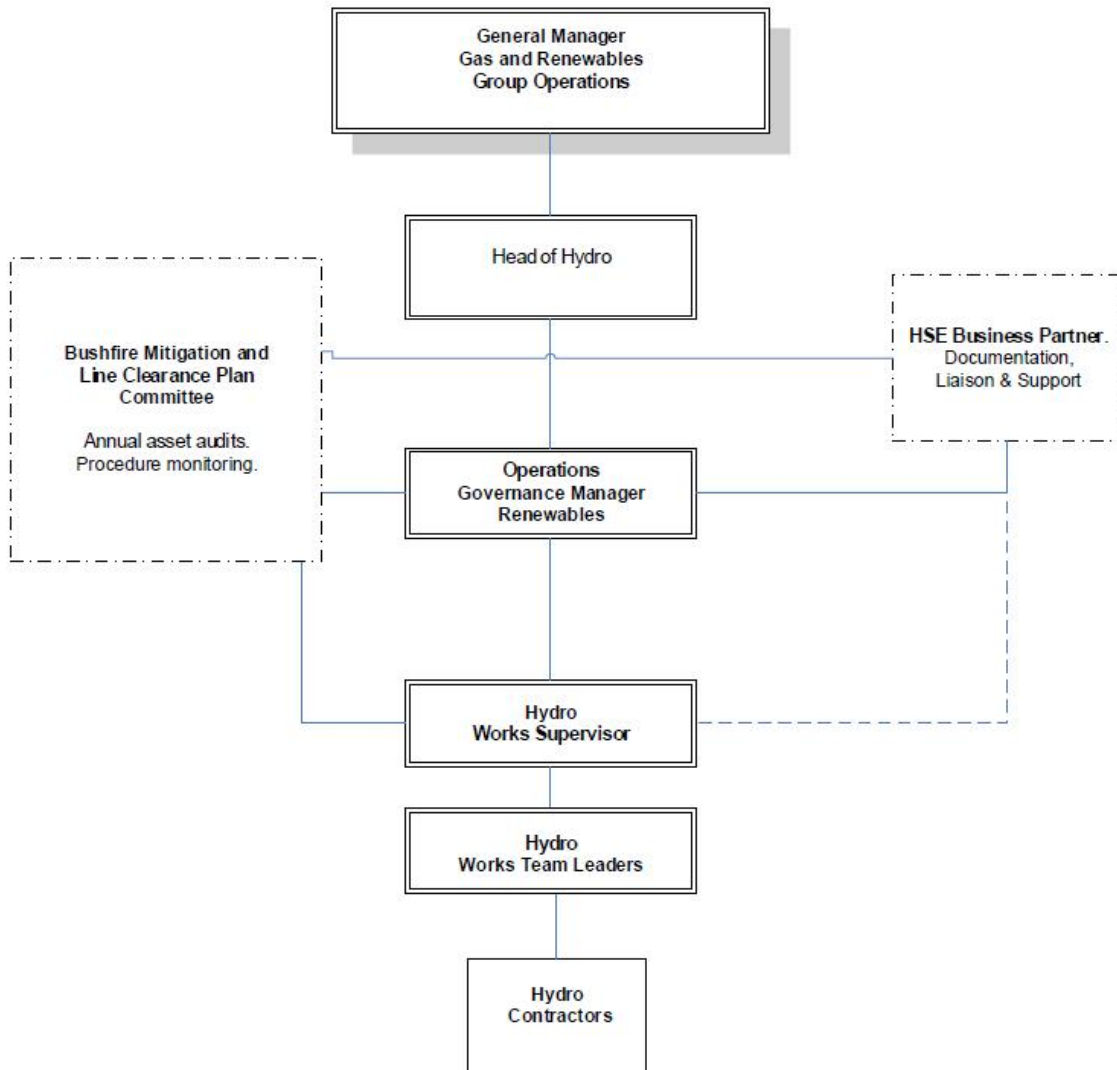 General Manager
Gas and Renewables
Group Operations
Head of Hydro
Bushfire Mitigation and
Line Clearance Plan
Committee
Annual asset audits.
Procedure monitoring.
HSE Business Partner.
Documentation,
Liaison & Support
Operations
Governance Manager
Renewables
Hydro
Works Supervisor
Hydro
Works Team Leaders
Hydro
Contractors